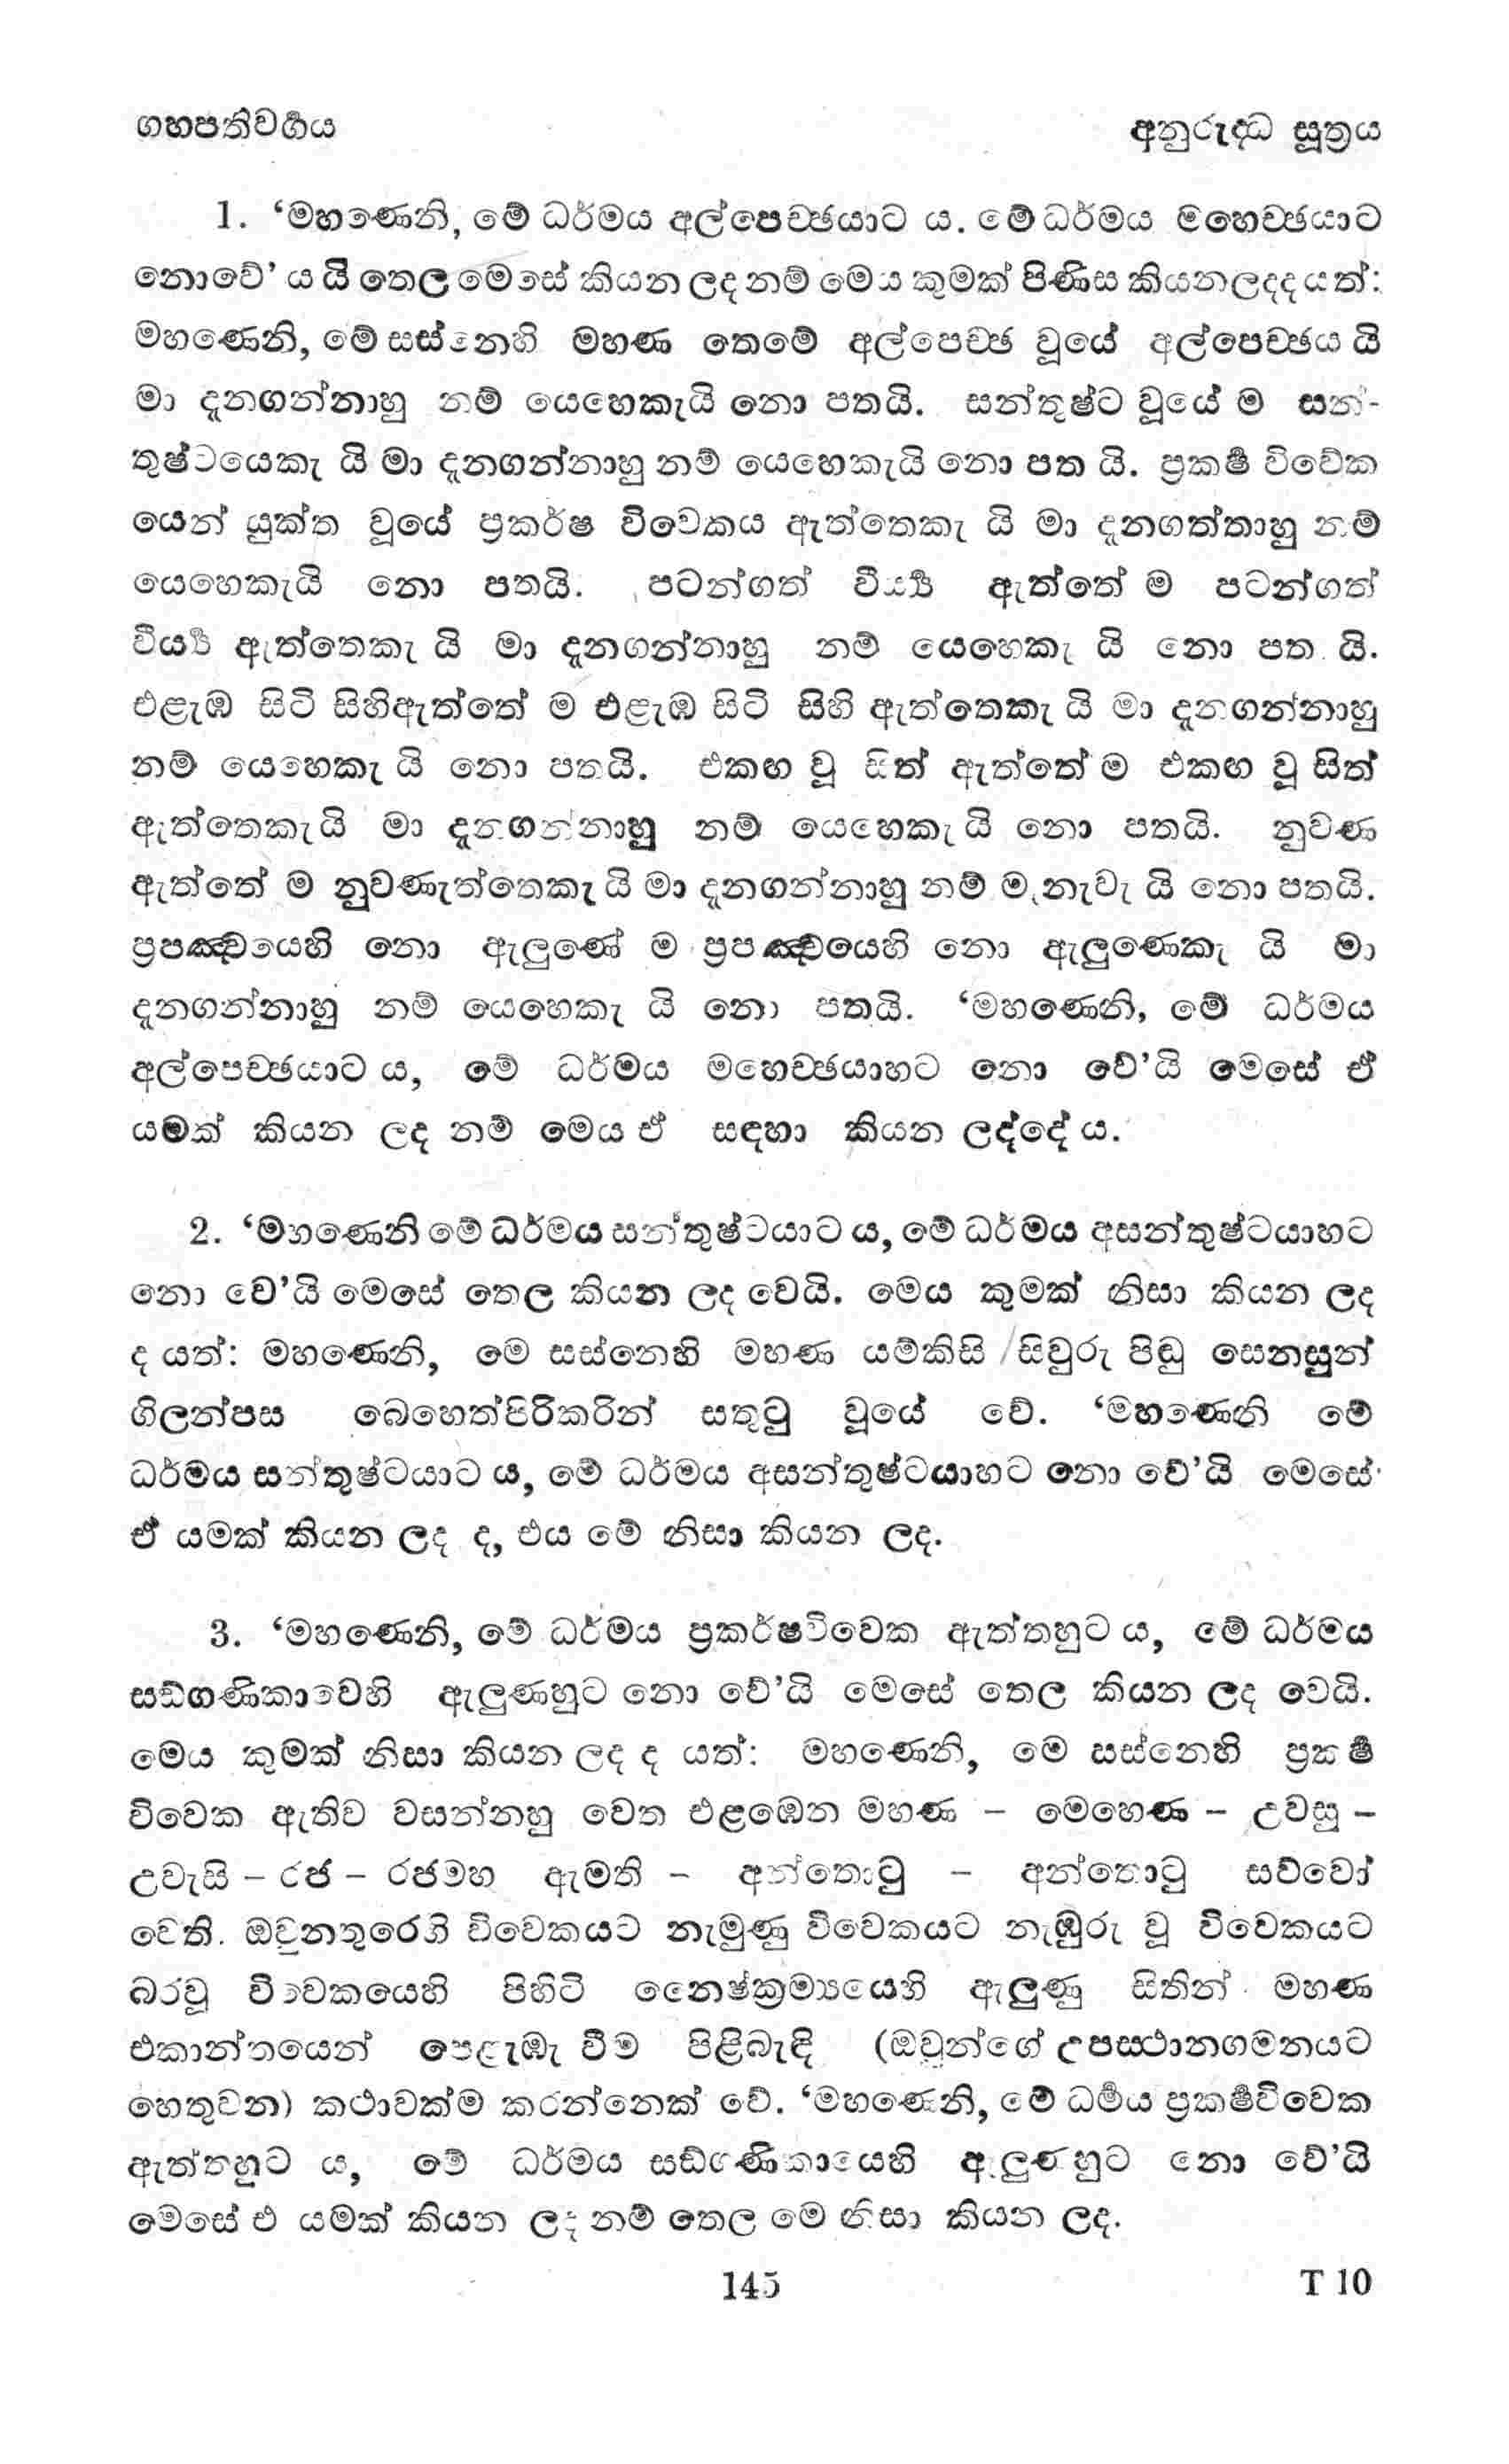 ගහපතිවර්‍ගය
අනුරුද්ධ සූත්‍රය
1. ‘මහණෙනි, මේ ධර්මය අල්පෙච්ඡයාට ය. මේ ධර්මය මහෙච්ඡයාට
නොවේ’ ය යි තෙල මෙසේ කියන ලද නම් මෙය කුමක් පිණිස කියනලදද යත්:
මහණෙනි, මේ සස්නෙහි මහණ තෙමේ අල්පෙච්ඡ වූයේ අල්පෙච්ඡය යි
මා දැනගන්නාහු නම් යෙහෙකැයි නො පතයි. සන්තුෂ්ට වූයේ ම සන්-
තුෂ්ටයෙකැ යි මා දැනගන්නාහු නම් යෙහෙකැයි නො පත යි. ප්‍රකර්‍ෂ විවේක
යෙන් යුක්ත වූයේ ප්‍රකර්ෂ විවෙකය ඇත්තෙකැ යි මා දැනගත්තාහු නම්
යෙහෙකැයි නො පතයි. පටන්ගත් වීර්‍ය්‍ය ඇත්තේ ම පටන්ගත්
වීර්‍ය්‍ය ඇත්තෙකැ යි මා දැනගන්නාහු නම් යෙහෙකැ යි නො පත යි.
එළැඹ සිටි සිහිඇත්තේ ම එළැඹ සිටි සිහි ඇත්තෙකැ යි මා දැනගන්නාහු
නම් යෙහෙකැ යි නො පතයි. එකඟ වූ සිත් ඇත්තේ ම එකඟ වූ සිත්
ඇත්තෙකැයි මා දැනගන්නාහු නම් යෙහෙකැ යි නො පතයි. නුවණ
ඇත්තේ ම නුවණැත්තෙකැ යි මා දැනගන්නාහු නම් මැනැවැ යි නො පතයි.
ප්‍රපඤ්චයෙහි නො ඇලුණේ ම ප්‍රපඤ්චයෙහි නො ඇලුණෙකැ යි මා
දැනගන්නාහු නම් යෙහෙකැ යි නො පතයි. ‘මහණෙනි, මේ ධර්මය
අල්පෙච්ඡයාට ය, මේ ධර්මය මහෙච්ඡයාහට නො වේ’යි මෙසේ ඒ
යමක් කියන ලද නම් මෙය ඒ සඳහා කියන ලද්දේ ය.
2. ‘මහණෙනි මේ ධර්මය සන්තුෂ්ටයාට ය, මේ ධර්මය අසන්තුෂ්ටයාහට
නො වෙ’යි මෙසේ තෙල කියන ලද වෙයි. මෙය කුමක් නිසා කියන ලද
ද යත්: මහණෙනි, මෙ සස්නෙහි මහණ යම්කිසි සිවුරු පිඬු සෙනසුන්
ගිලන්පස බෙහෙත්පිරිකරින් සතුටු වූයේ වේ. ‘මහණෙනි මේ
ධර්මය සන්තුෂ්ටයාට ය, මේ ධර්මය අසන්තුෂ්ටයාහට නො වේ’යි මෙසේ
ඒ යමක් කියන ලද ද, එය මේ නිසා කියන ලද.
3. ‘මහණෙනි, මේ ධර්මය ප්‍රකර්ෂවිවෙක ඇත්තහුට ය, මේ ධර්මය
සඩ්ගණිකාවෙහි ඇලුණහුට නො වේ’යි මෙසේ තෙල කියන ලද වෙයි.
මෙය කුමක් නිසා කියන ලද ද යත්: මහණෙනි, මෙ සස්නෙහි ප්‍රකර්‍ෂ
විවෙක ඇතිව වසන්නහු වෙත එළඹෙන මහණ – මෙහෙණ – උවසු –
උවැසි – රජ – රජමහ ඇමති – අන්තොටු – අන්තොටු සව්වෝ
වෙති. ඔවුනතුරෙහි විවෙකයට නැමුණු විවෙකයට නැඹුරු වූ විවෙකයට
බරවූ විවෙකයෙහි පිහිටි නෛෂ්ක්‍රම්‍යයෙහි ඇලුණු සිතින් මහණ
එකාන්තයෙන් පෙළැඹැ වීම පිළිබැඳි (ඔවුන්ගේ උපස්ථානගමනයට
හෙතුවන) කථාවක්ම කරන්නෙක් වේ. ‘මහණෙනි, මේ ධර්‍මය ප්‍රකර්‍ෂවිවෙක
ඇත්තහුට ය, මේ ධර්මය සඩ්ගණිකායෙහි ඇලුණහුට නො වේ’යි
මෙසේ එ යමක් කියන ලද නම් තෙල මෙ නිසා කියන ලද.
145
T 10